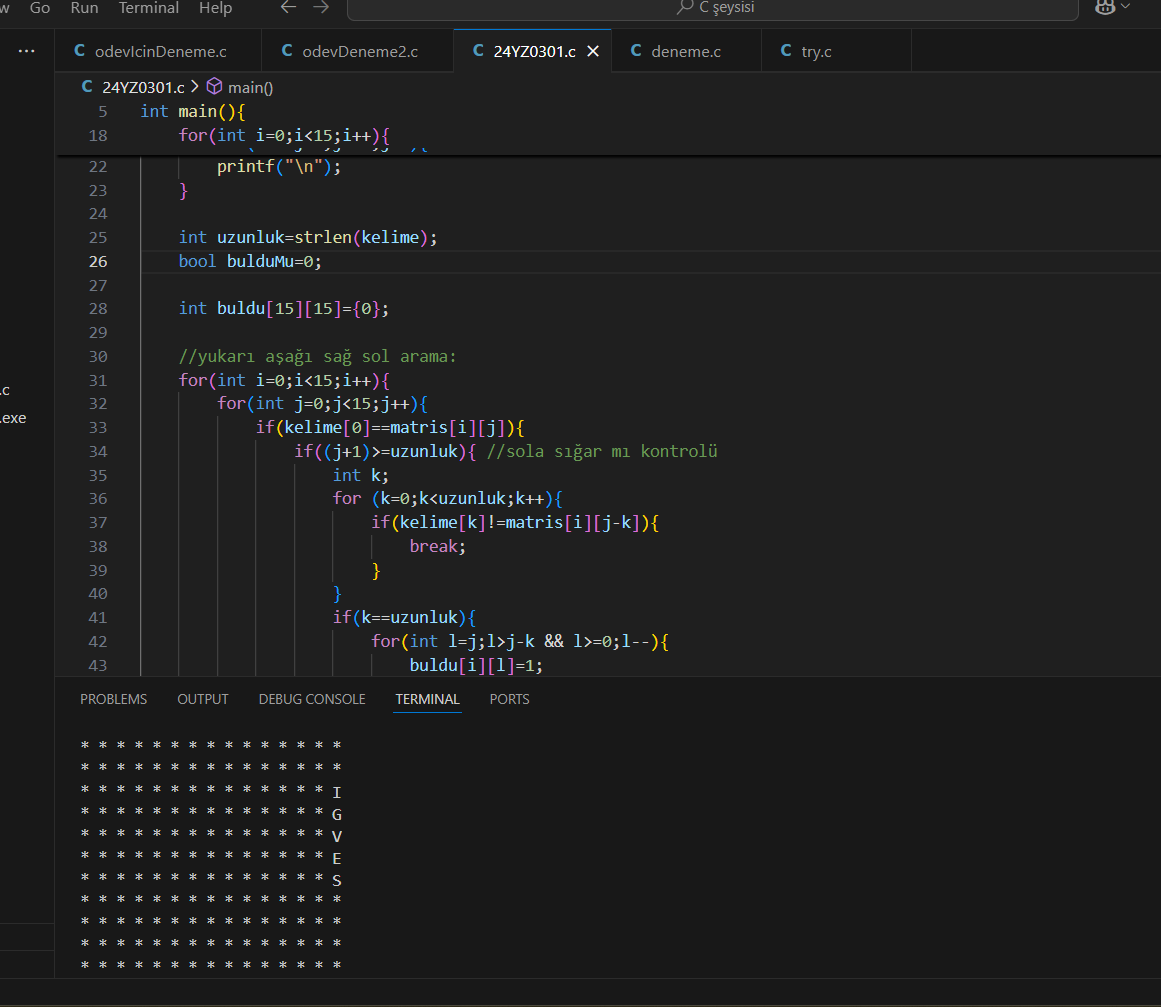 Go Run Terminal Help C şeysisi
odevIcinDeneme.c odevDeneme2.c 24YZ0301.c deneme.c try.c
24YZ0301.c > main()
5 int main(){
18 for(int i=0;i<15;i++){
22 printf("\n");
23 }
24
25 int uzunluk=strlen(kelime);
26 bool bulduMu=0;
27
28 int buldu[15][15]={0};
29
30 //yukarı aşağı sağ sol arama:
31 for(int i=0;i<15;i++){
32 for(int j=0;j<15;j++){
33 if(kelime[0]==matris[i][j]){
34 if((j+1)>=uzunluk){ //sola sığar mı kontrolü
35 int k;
36 for (k=0;k<uzunluk;k++){
37 if(kelime[k]!=matris[i][j-k]){
38 break;
39 }
40 }
41 if(k==uzunluk){
42 for(int l=j;l>j-k && l>=0;l--){
43 buldu[i][l]=1;
.c
.exe
PROBLEMS OUTPUT DEBUG CONSOLE TERMINAL PORTS
* * * * * * * * * * * * * * *
* * * * * * * * * * * * * * *
* * * * * * * * * * * * * * I
* * * * * * * * * * * * * * G
* * * * * * * * * * * * * * V
* * * * * * * * * * * * * * E
* * * * * * * * * * * * * * S
* * * * * * * * * * * * * * *
* * * * * * * * * * * * * * *
* * * * * * * * * * * * * * *
* * * * * * * * * * * * * * *